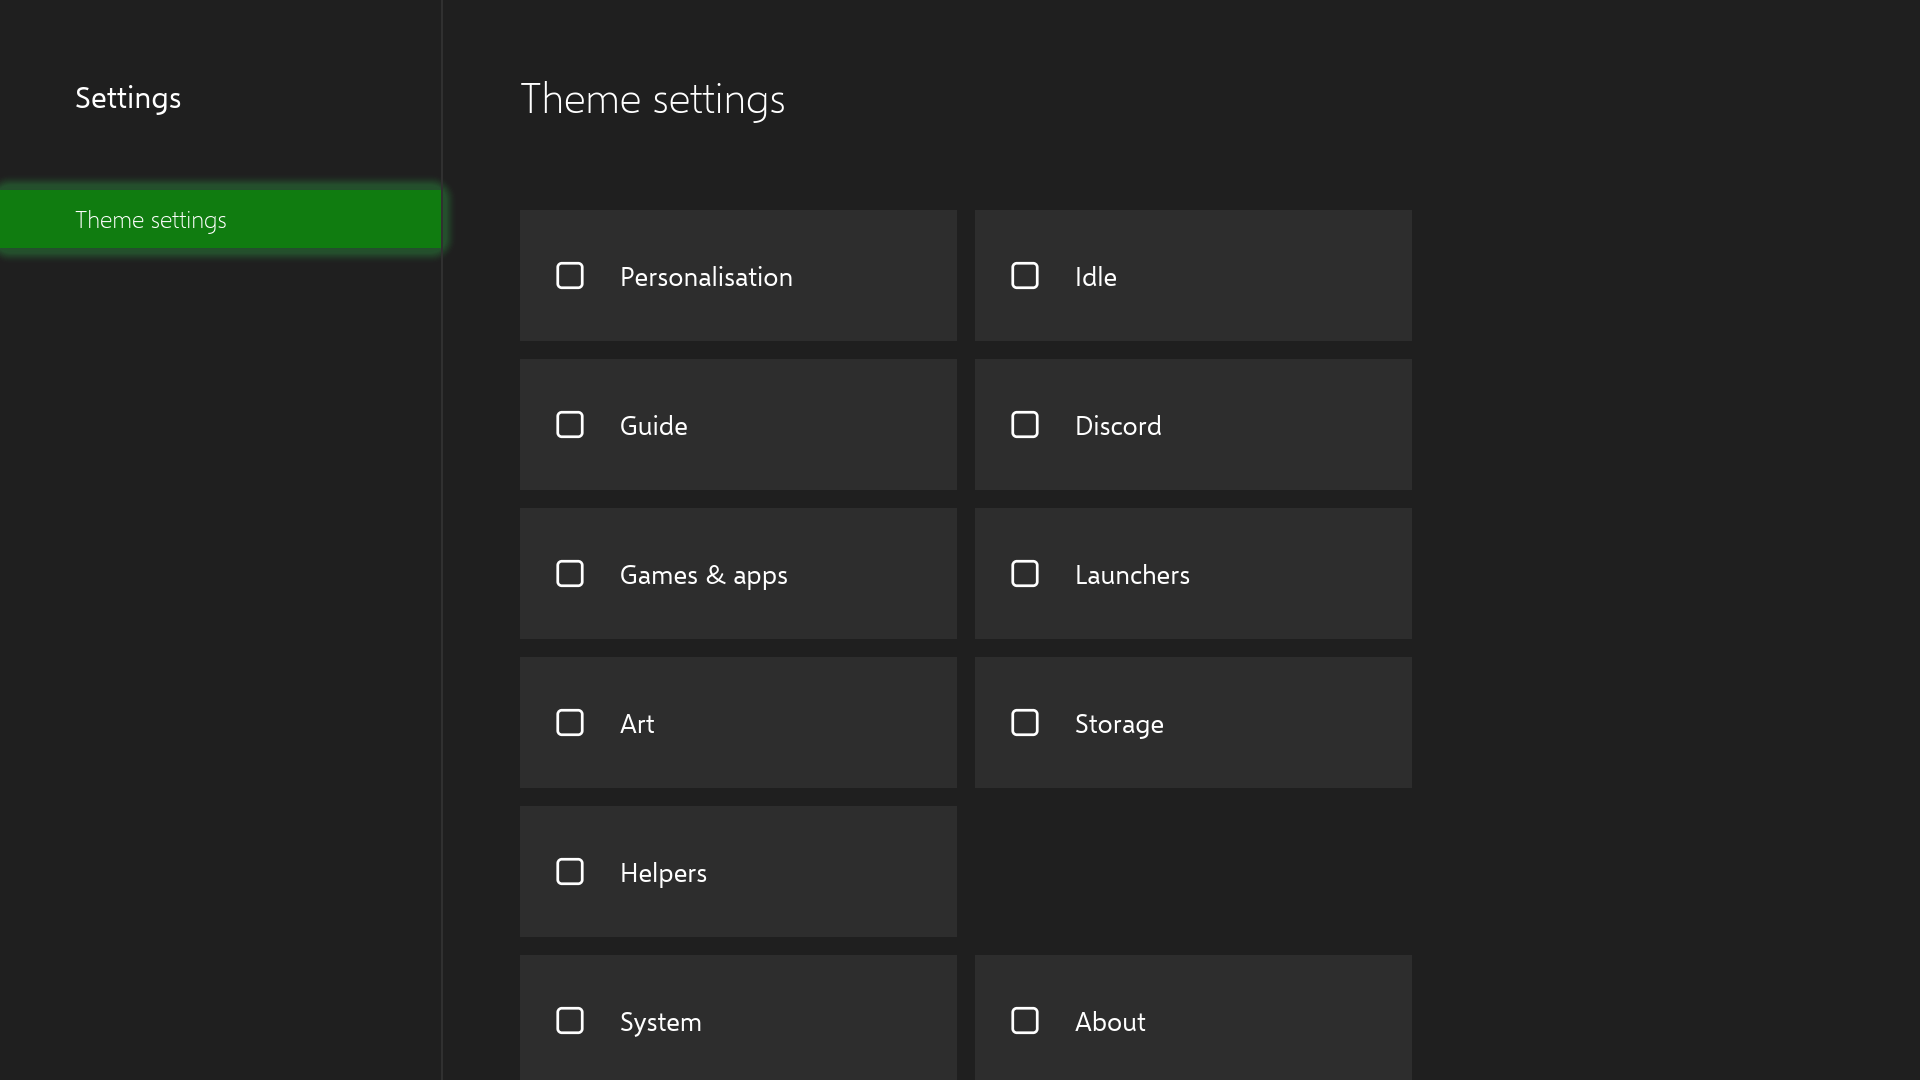 Settings
Theme settings
Theme settings
Personalisation
Idle
Guide
Discord
Games & apps
Launchers
Art
Storage
Helpers
System
About